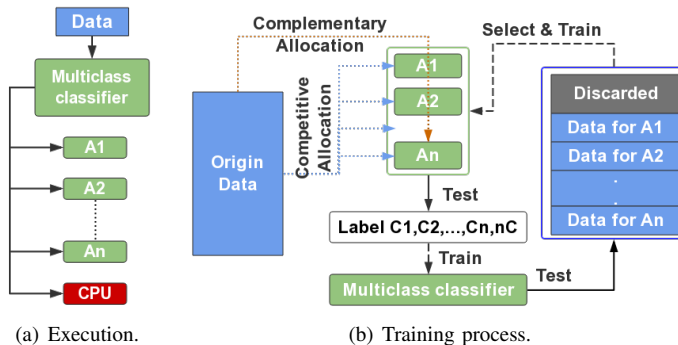 Data
Multiclass
classifier
A1
A2
An
CPU
(a) Execution.
Complementary
Allocation
Competitive
Allocation
Origin
Data
A1
A2
An
Select & Train
Discarded
Data for A1
Data for A2
.
.
Data for An
Test
Label C1,C2,...,Cn,nC
Train
Multiclass classifier
Test
(b) Training process.